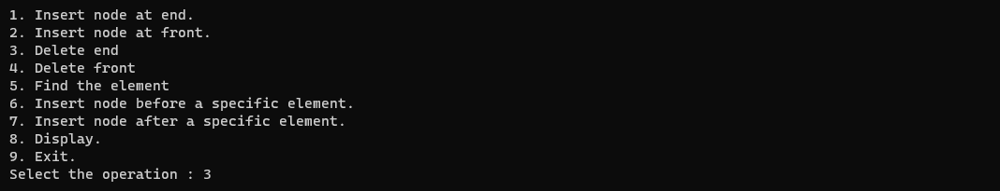 1. Insert node at end.
2. Insert node at front.
3. Delete end
4. Delete front
5. Find the element
6. Insert node before a specific element.
7. Insert node after a specific element.
8. Display.
9. Exit.
Select the operation : 3